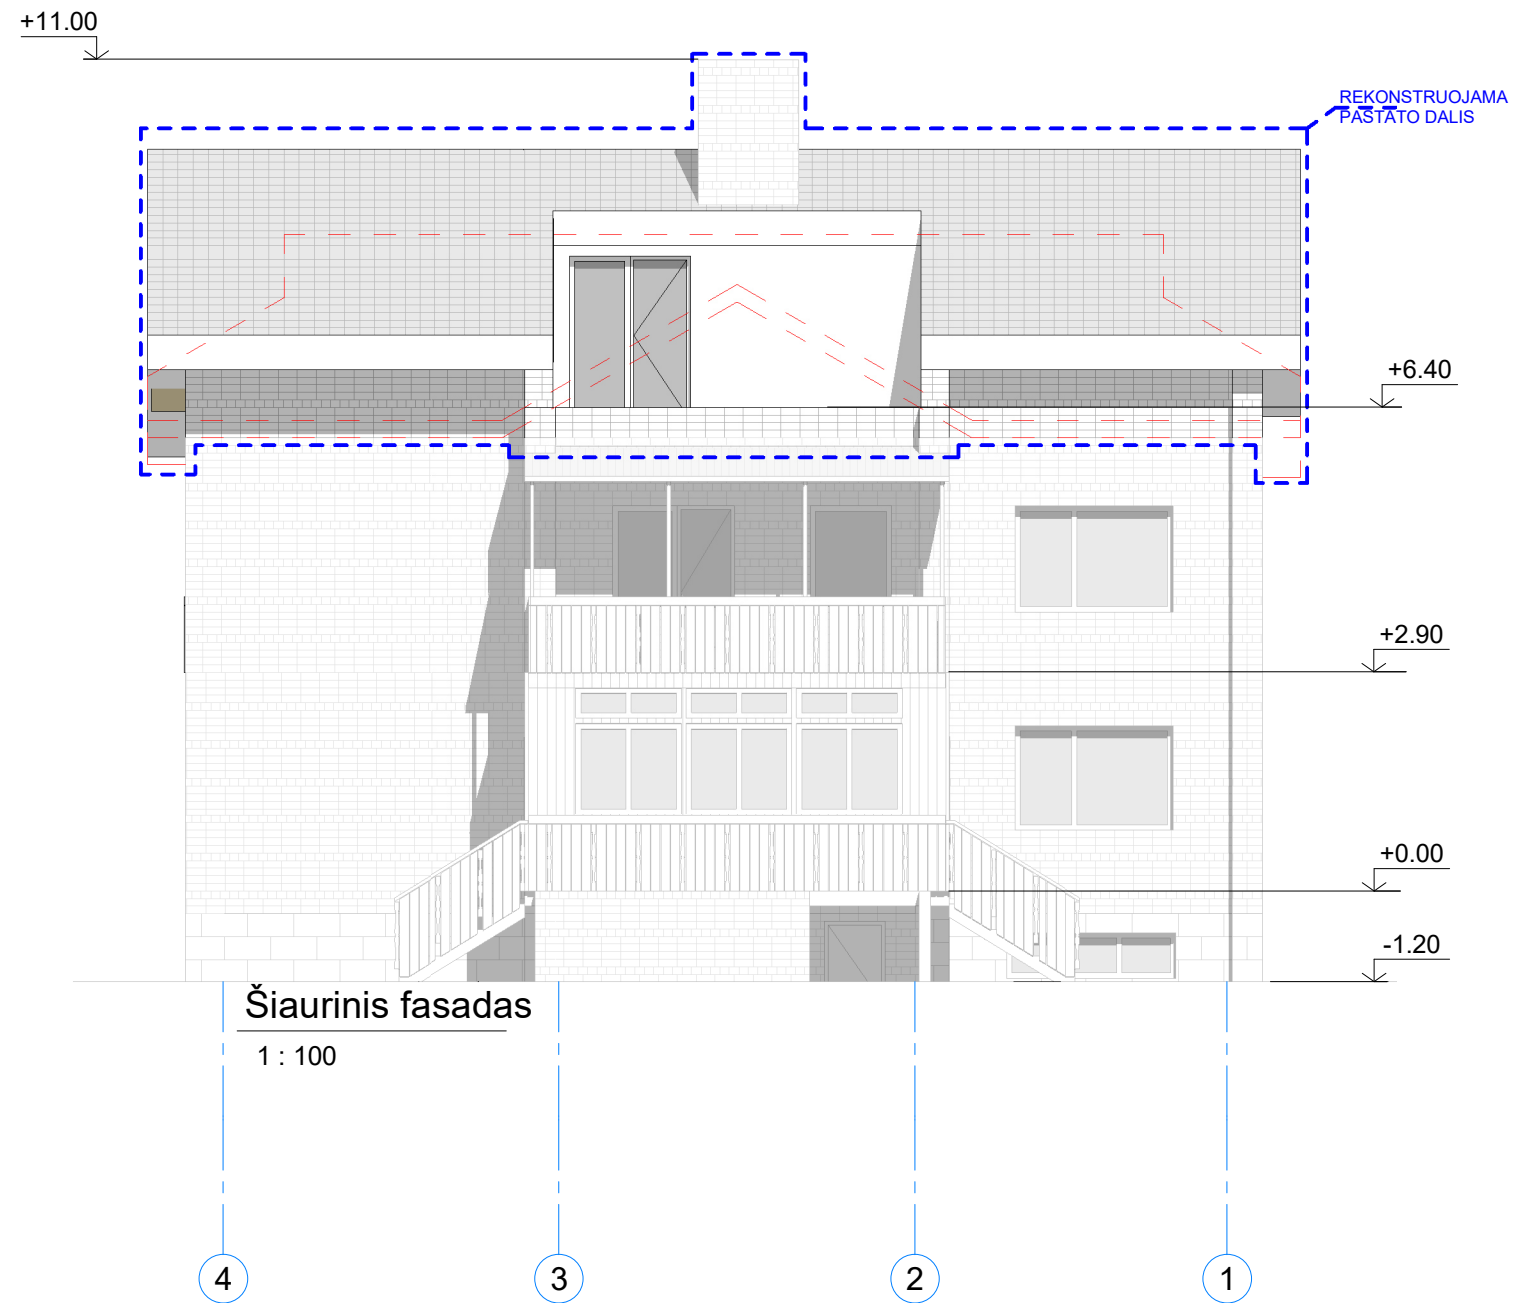 +11.00
REKONSTRUOJAMA
PASTATO DALIS
+6.40
+2.90
+0.00
-1.20
Šiaurinis fasadas
1 : 100
4
3
2
1